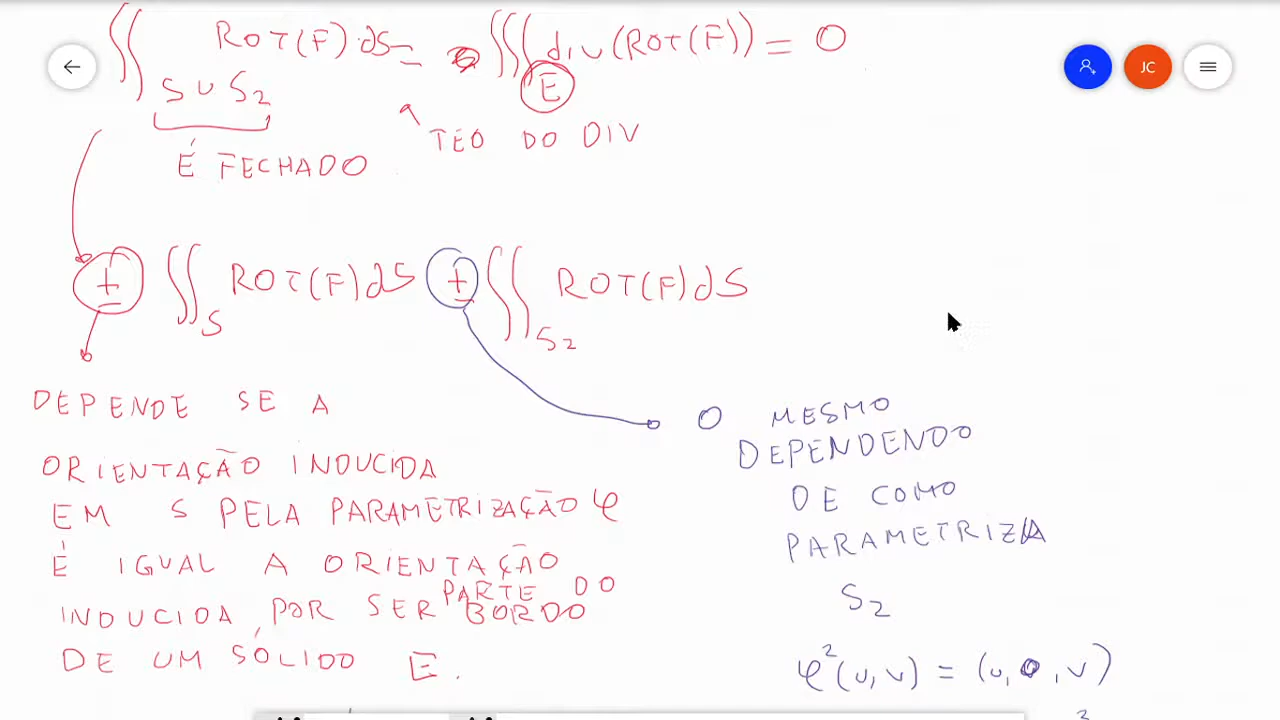 ∬_{S∪S₂} ROT(F)·dS = ∭_E div(ROT(F)) = 0
É FECHADO
TEO DO DIV
± ∬_S ROT(F)dS ± ∬_{S₂} ROT(F)dS
DEPENDE SE A
ORIENTAÇÃO INDUCIDA
EM S PELA PARAMETRIZAÇÃO φ
É IGUAL A ORIENTAÇÃO
INDUCIDA POR SER PARTE DO BORDO
DE UM SÓLIDO E.
O MESMO
DEPENDENDO
DE COMO
PARAMETRIZA
S₂
φ²(u,v) = (u,0,v)
JC